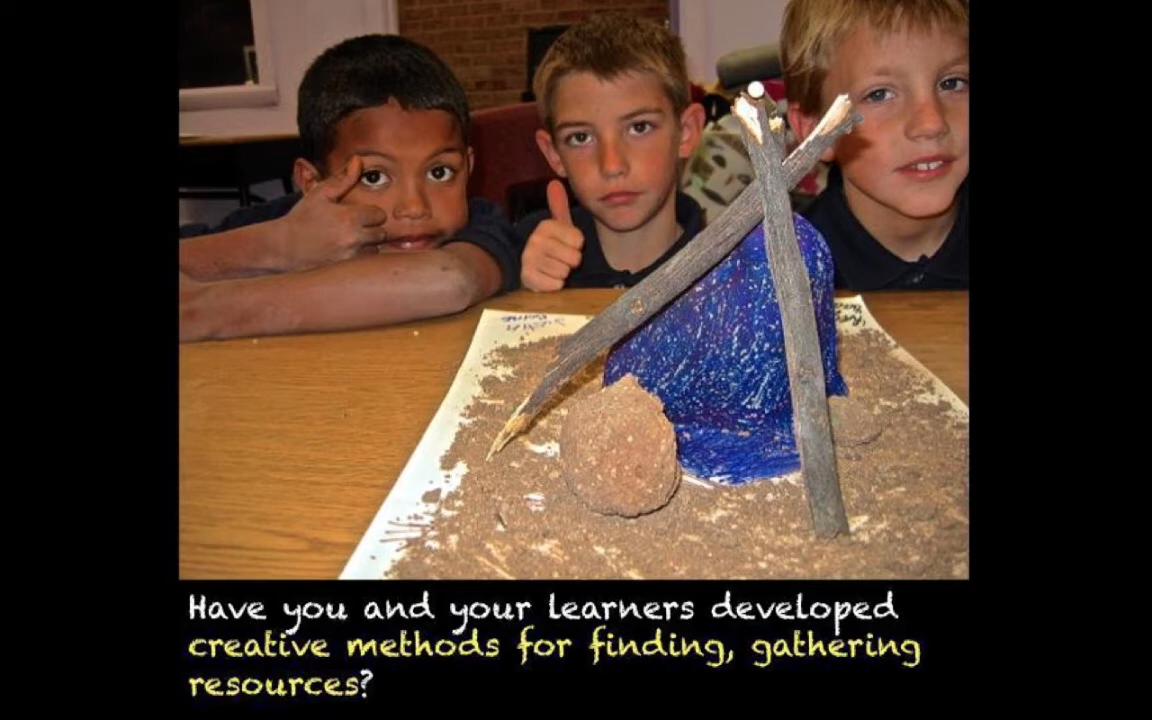 Have you and your learners developed
creative methods for finding, gathering
resources?